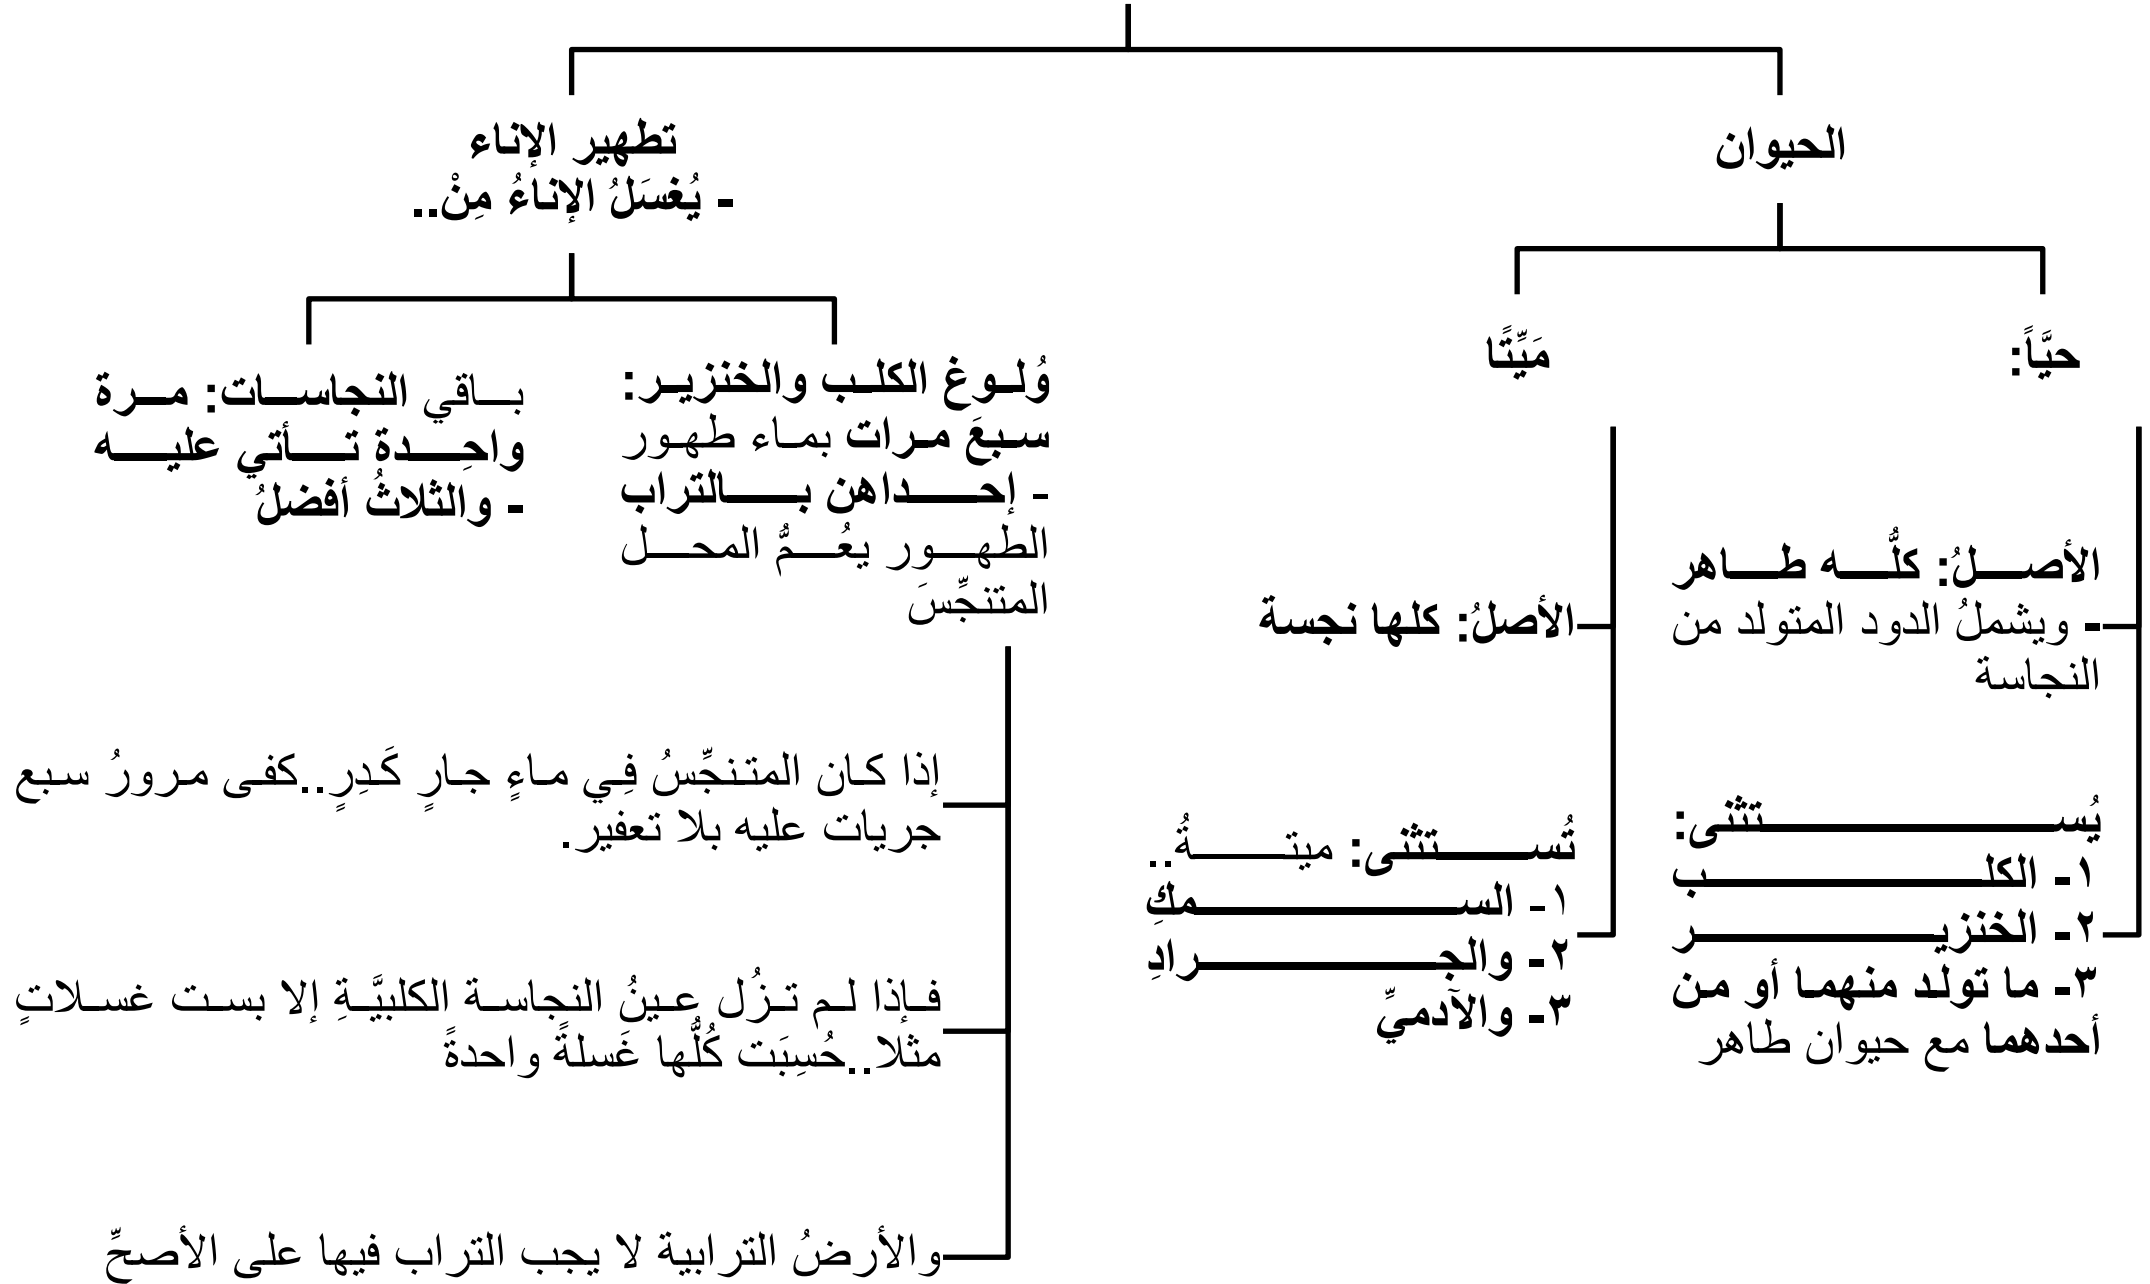 الحيوان
حيَّاً:
الأصلُ: كلُّه طاهر
- ويشملُ الدود المتولد من
النجاسة
يُستثنى:
١- الكلب
٢- الخنزير
٣- ما تولد منهما أو من
أحدهما مع حيوان طاهر
مَيِّتًا
الأصلُ: كلها نجسة
تُستثنى: ميتةُ..
١- السمكِ
٢- والجرادِ
٣- والآدميِّ
تطهير الإناء
- يُغسَلُ الإناءُ مِنْ..
وُلوغ الكلب والخنزير:
سبعَ مرات بماء طهور
- إحداهن بالتراب
الطهور يعُمُّ المحل
المتنجِّسَ
إذا كان المتنجِّسُ فِي ماءٍ جارٍ كَدِرٍ..كفى مرورُ سبع
جريات عليه بلا تعفير.
فإذا لم تزُل عينُ النجاسة الكلبيَّةِ إلا بست غسلاتٍ
مثلا..حُسِبَت كُلُّها غَسلةً واحدةً
والأرضُ الترابية لا يجب التراب فيها على الأصحِّ
باقي النجاسات: مرة
واحِدة تأتي عليه
- والثلاثُ أفضلُ